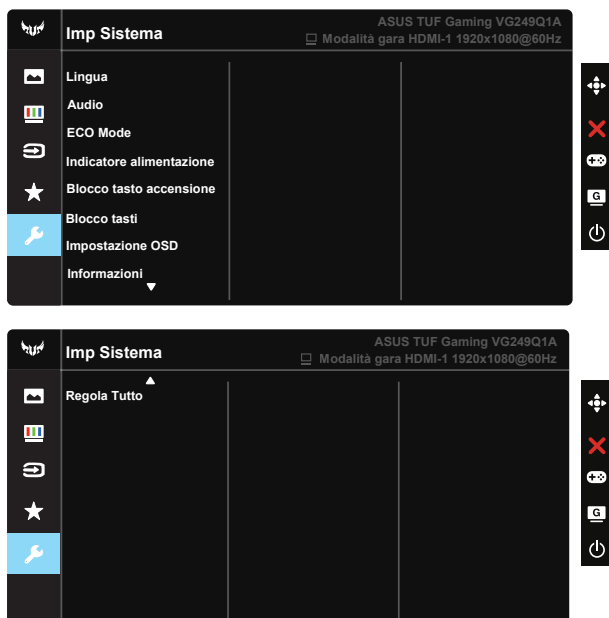 Imp Sistema
ASUS TUF Gaming VG249Q1A
Modalità gara HDMI-1 1920x1080@60Hz
Lingua
Audio
ECO Mode
Indicatore alimentazione
Blocco tasto accensione
Blocco tasti
Impostazione OSD
Informazioni
G
Imp Sistema
ASUS TUF Gaming VG249Q1A
Modalità gara HDMI-1 1920x1080@60Hz
Regola Tutto
G